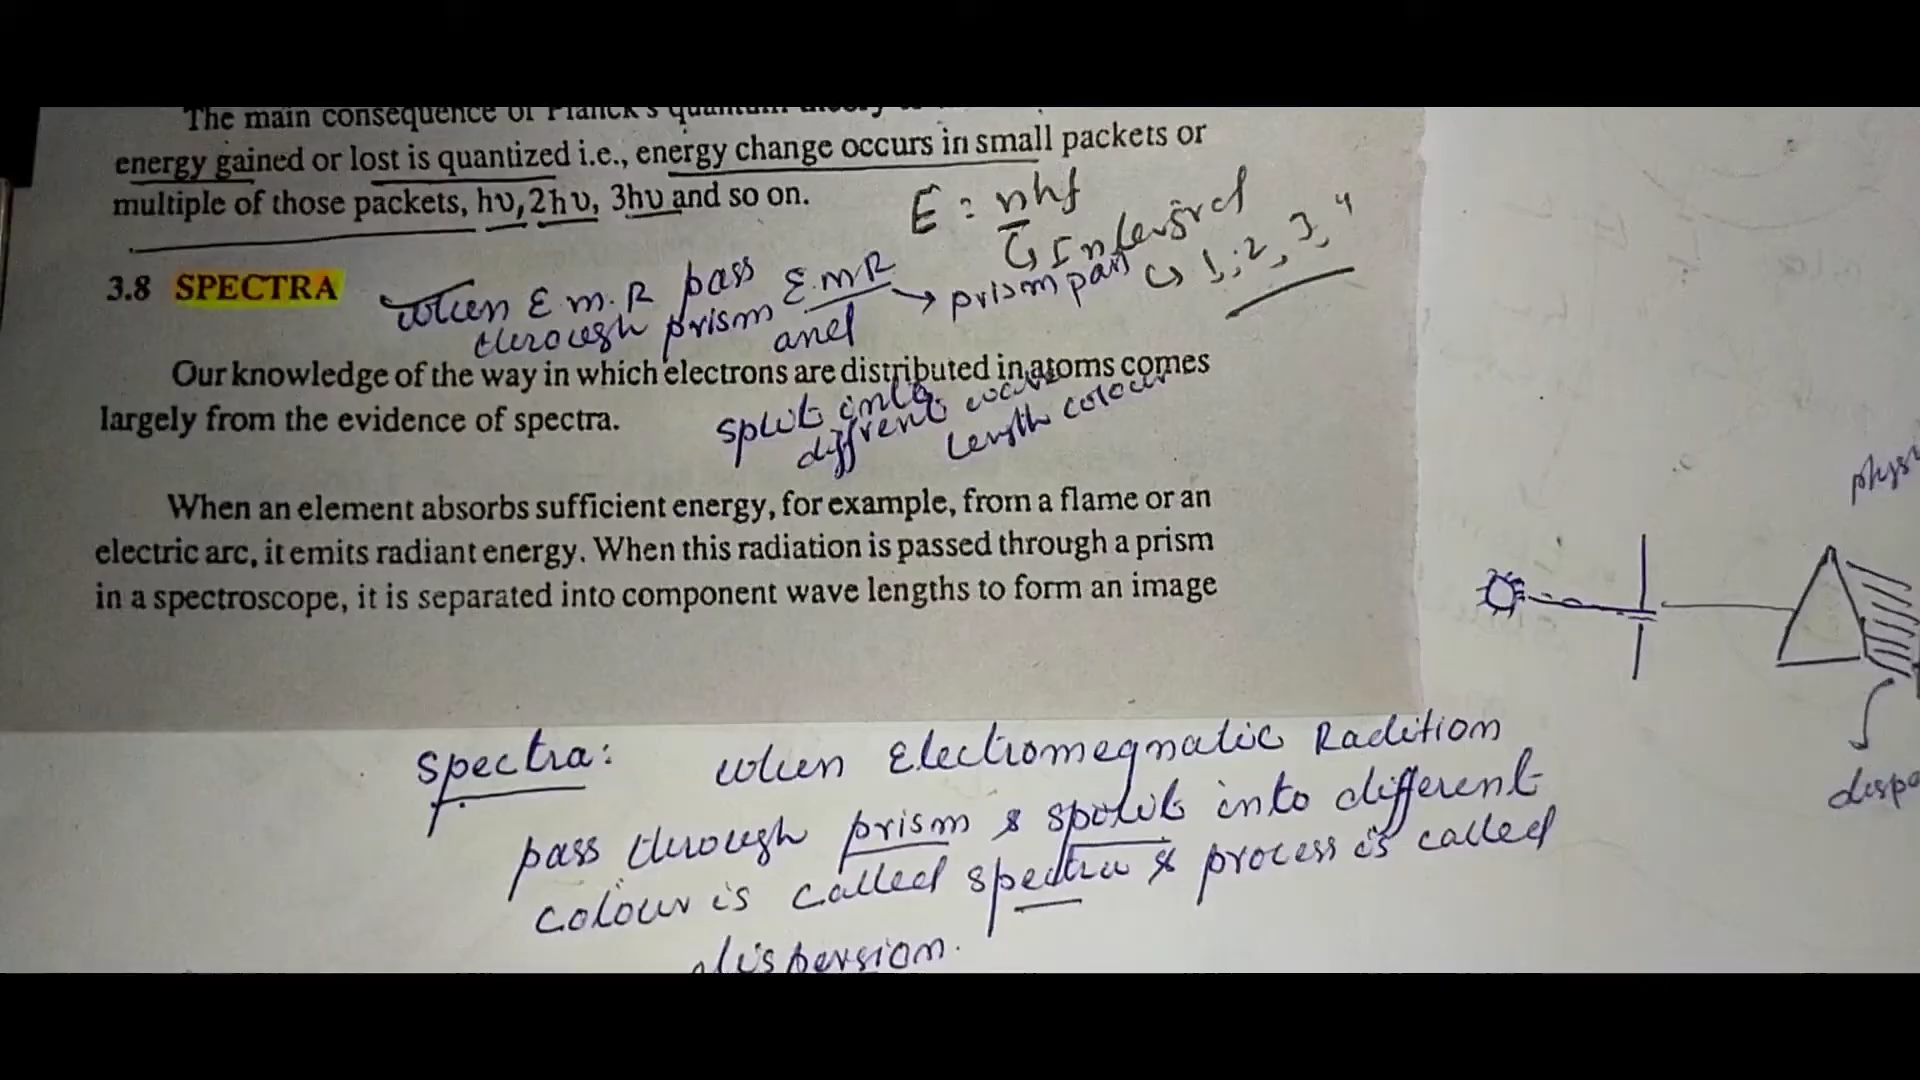 The main consequence of Planck's quantum theory
energy gained or lost is quantized i.e., energy change occurs in small packets or
multiple of those packets, hυ, 2hυ, 3hυ and so on.
E = nhf
↳ Intergrel
↳ 1, 2, 3, 4
3.8 SPECTRA
when E.m.R pass
through prism E.M.R → prism part
and
Our knowledge of the way in which electrons are distributed in atoms comes
largely from the evidence of spectra.
split into
diffrent
length colour
When an element absorbs sufficient energy, for example, from a flame or an
electric arc, it emits radiant energy. When this radiation is passed through a prism
in a spectroscope, it is separated into component wave lengths to form an image
spectra: when Electromegnatic Radition
pass through prism & split into different
colour is called spectra & process is called
dispersion.